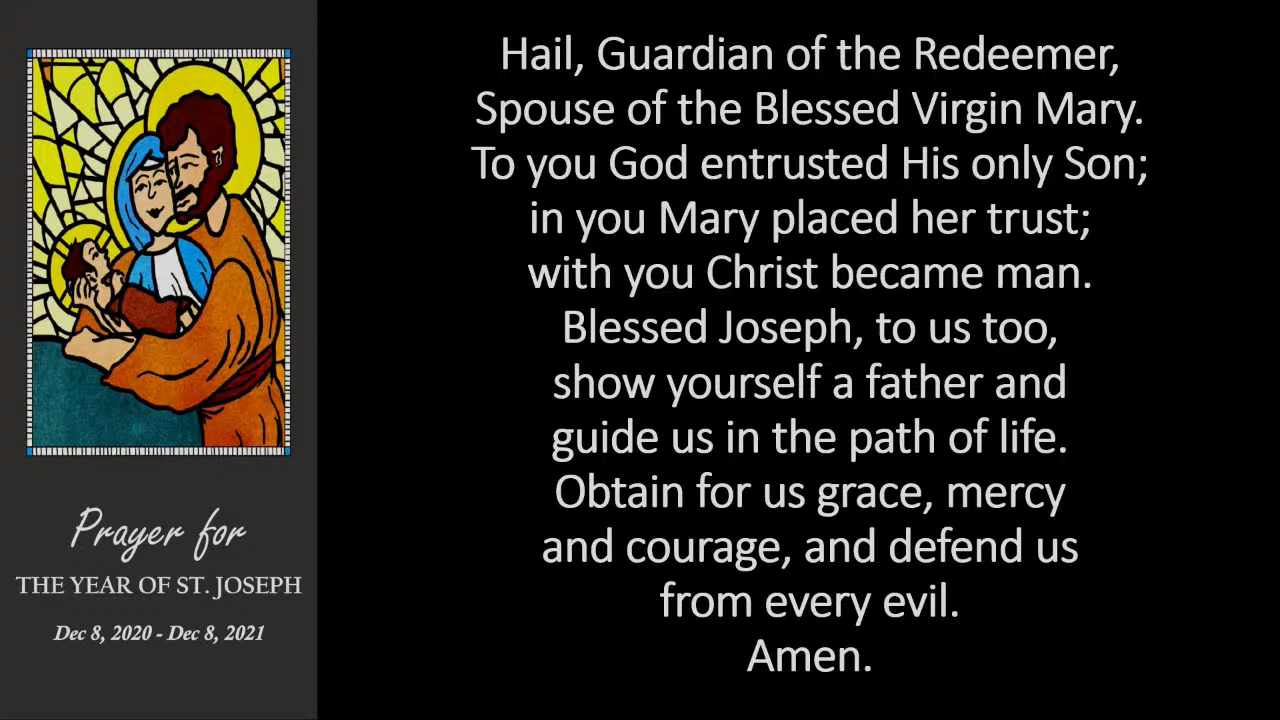 Prayer for
THE YEAR OF ST. JOSEPH
Dec 8, 2020 - Dec 8, 2021
Hail, Guardian of the Redeemer,
Spouse of the Blessed Virgin Mary.
To you God entrusted His only Son;
in you Mary placed her trust;
with you Christ became man.
Blessed Joseph, to us too,
show yourself a father and
guide us in the path of life.
Obtain for us grace, mercy
and courage, and defend us
from every evil.
Amen.